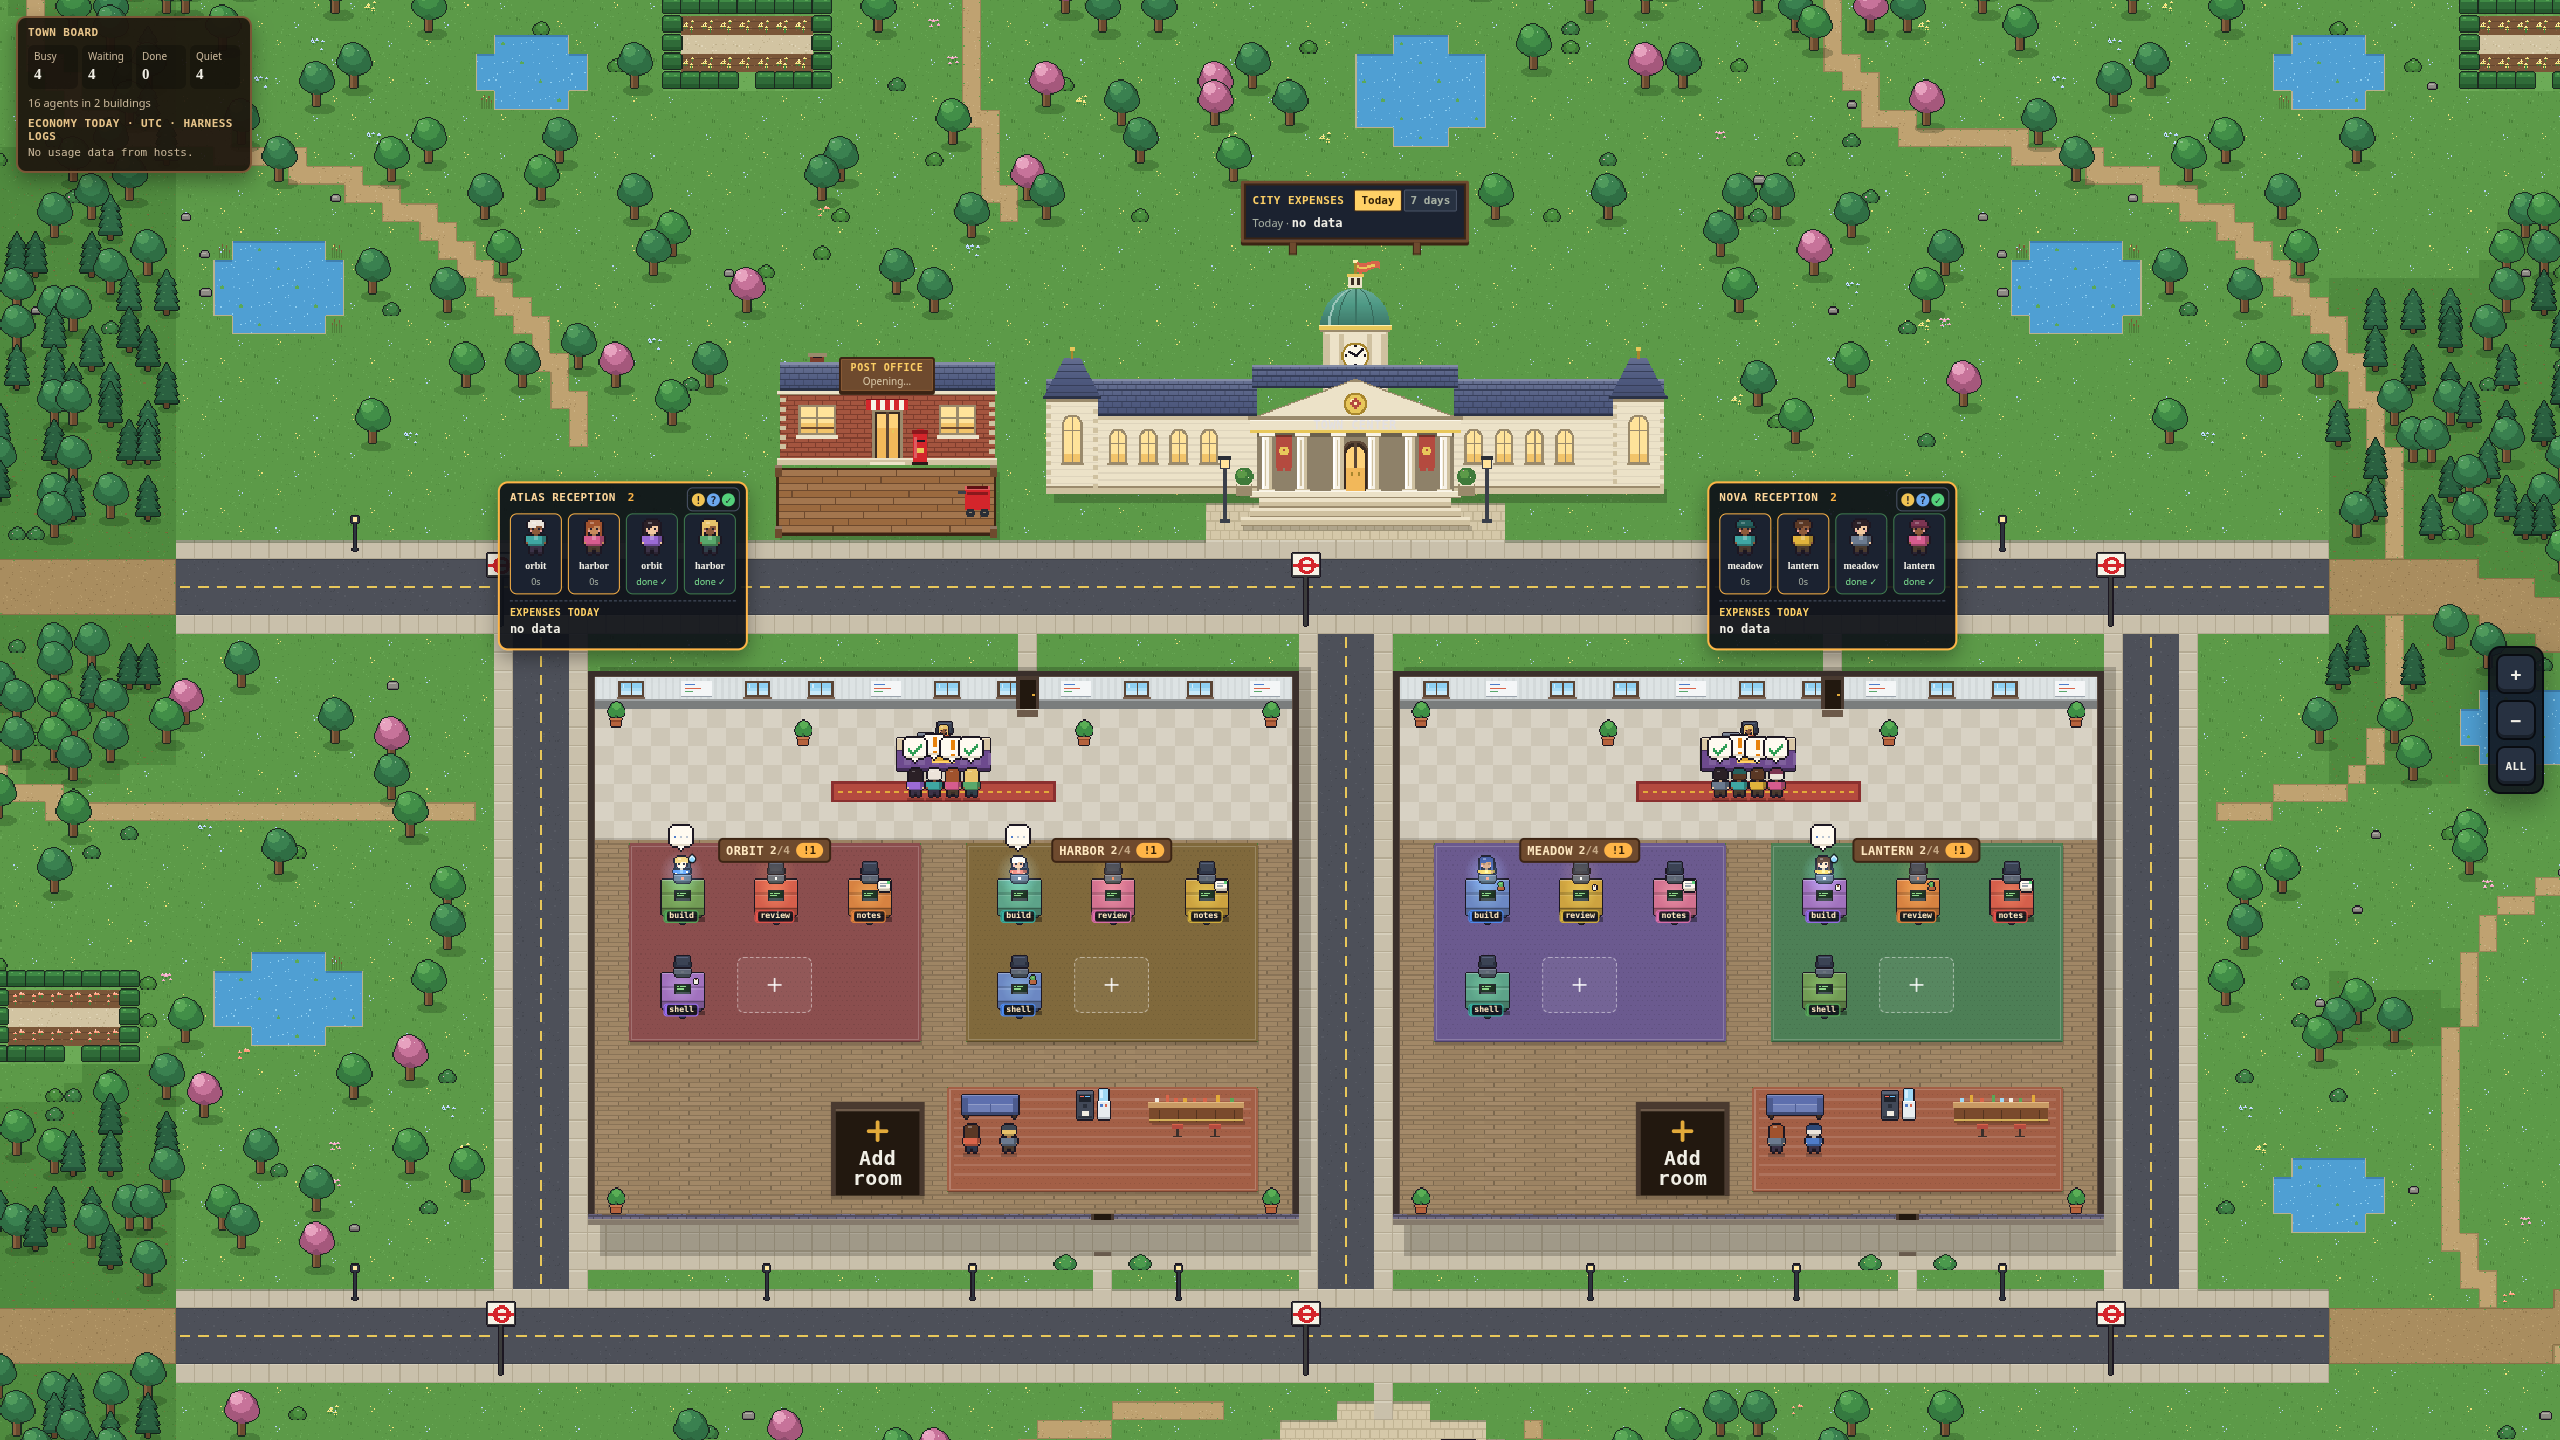 TOWN BOARD
Busy Waiting Done Quiet
4 4 0 4
16 agents in 2 buildings
ECONOMY TODAY · UTC · HARNESS
LOGS
No usage data from hosts.
CITY EXPENSES Today 7 days
Today · no data
POST OFFICE
Opening...
ATLAS RECEPTION 2 ! ? ✓
orbit harbor orbit harbor
0s 0s done ✓ done ✓
EXPENSES TODAY
no data
NOVA RECEPTION 2 ! ? ✓
meadow lantern meadow lantern
0s 0s done ✓ done ✓
EXPENSES TODAY
no data
+
−
ALL
ORBIT 2/4 !1
build review notes
shell +
HARBOR 2/4 !1
build review notes
shell +
MEADOW 2/4 !1
build review notes
shell +
LANTERN 2/4 !1
build review notes
shell +
+
Add
room
+
Add
room